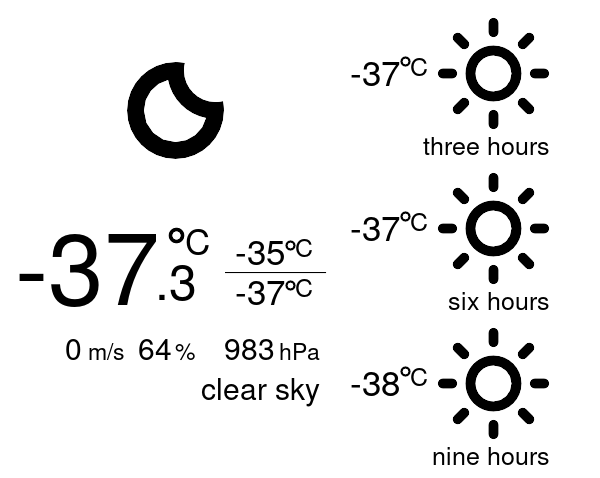 -37.3°C
-35°C
-37°C
0 m/s 64% 983 hPa
clear sky
-37°C
three hours
-37°C
six hours
-38°C
nine hours